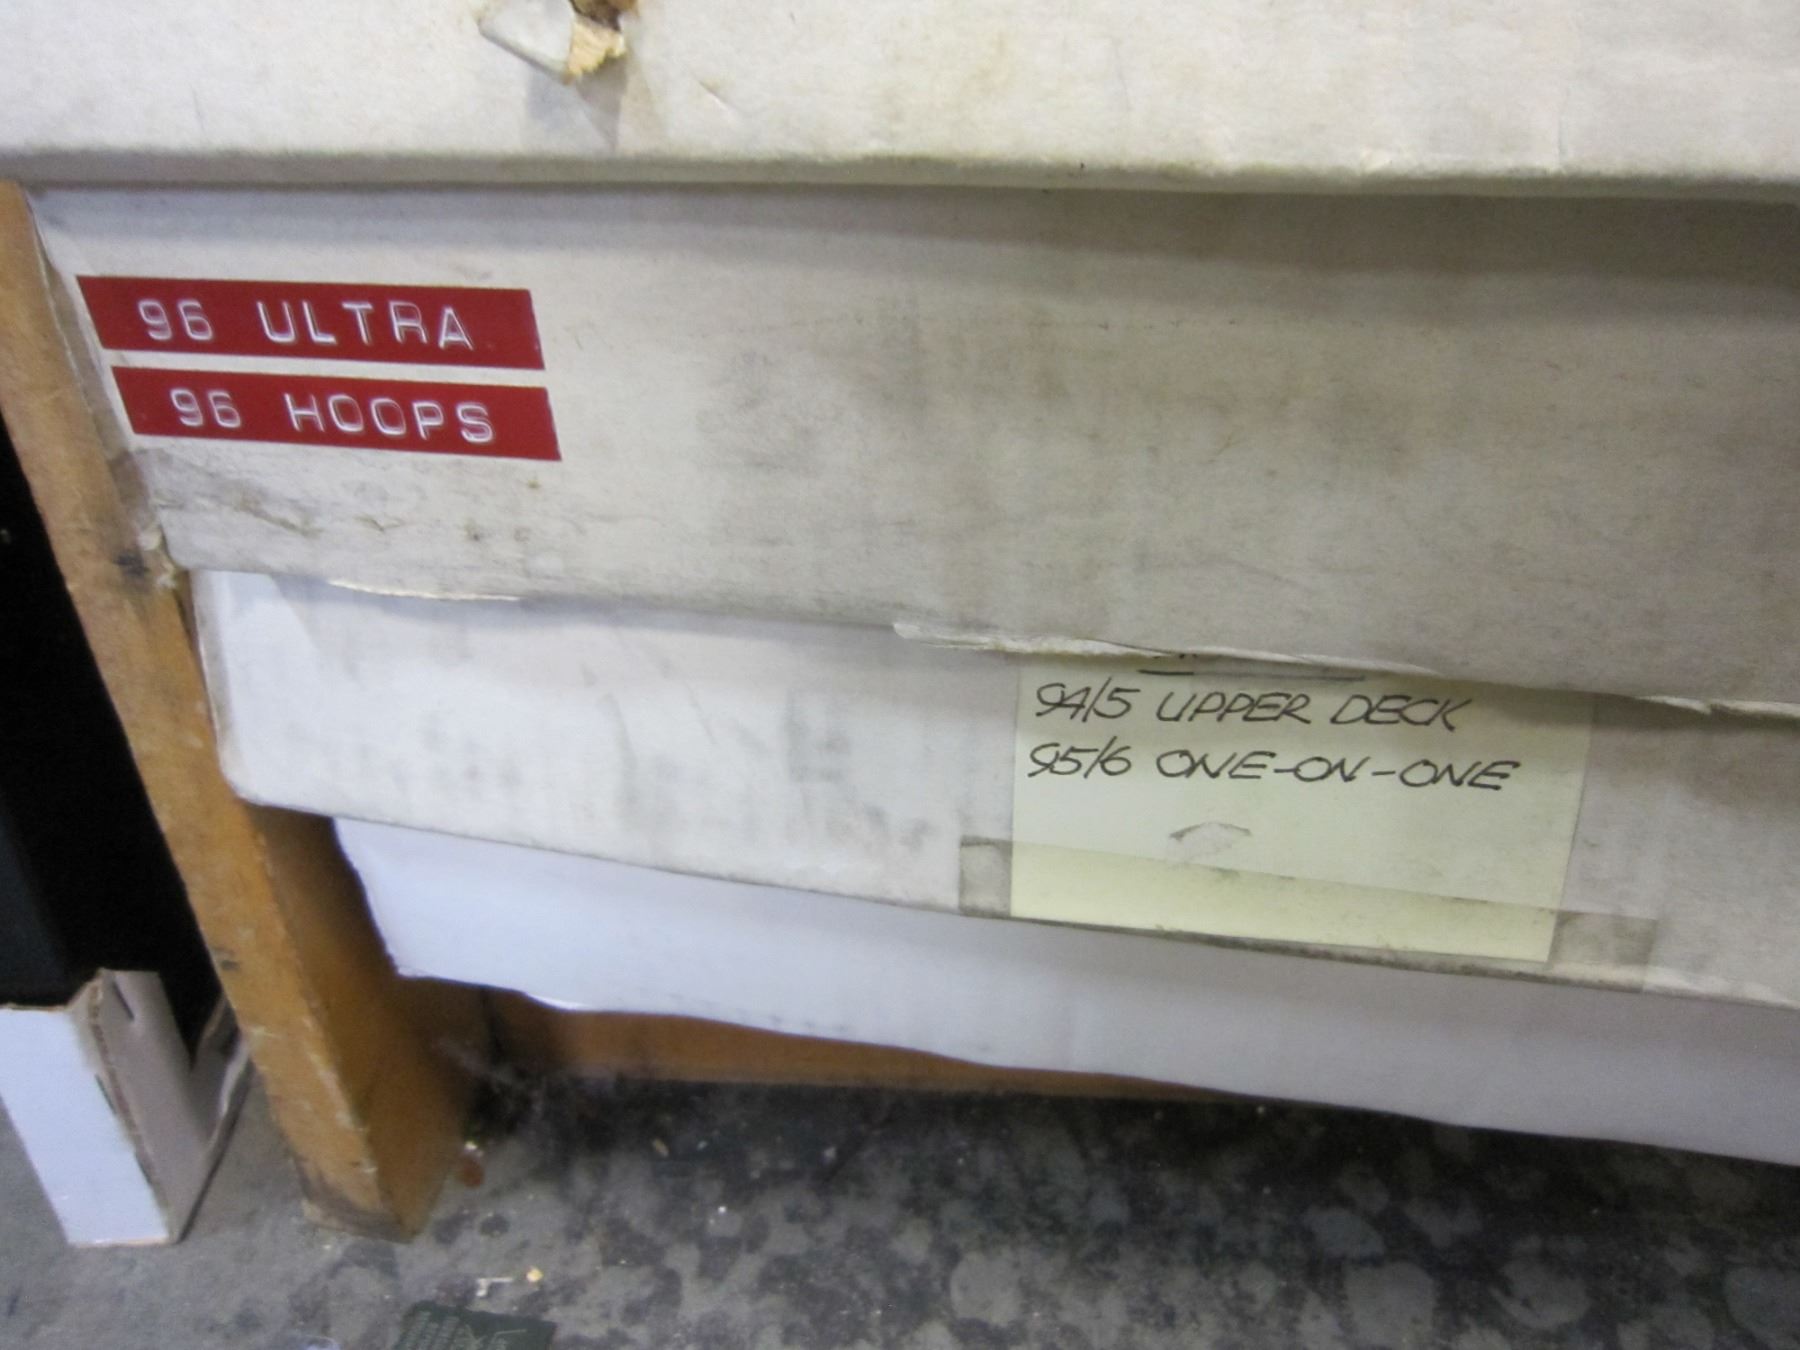 96 ULTRA
96 HOOPS
94/5 UPPER DECK
95/6 ONE-ON-ONE